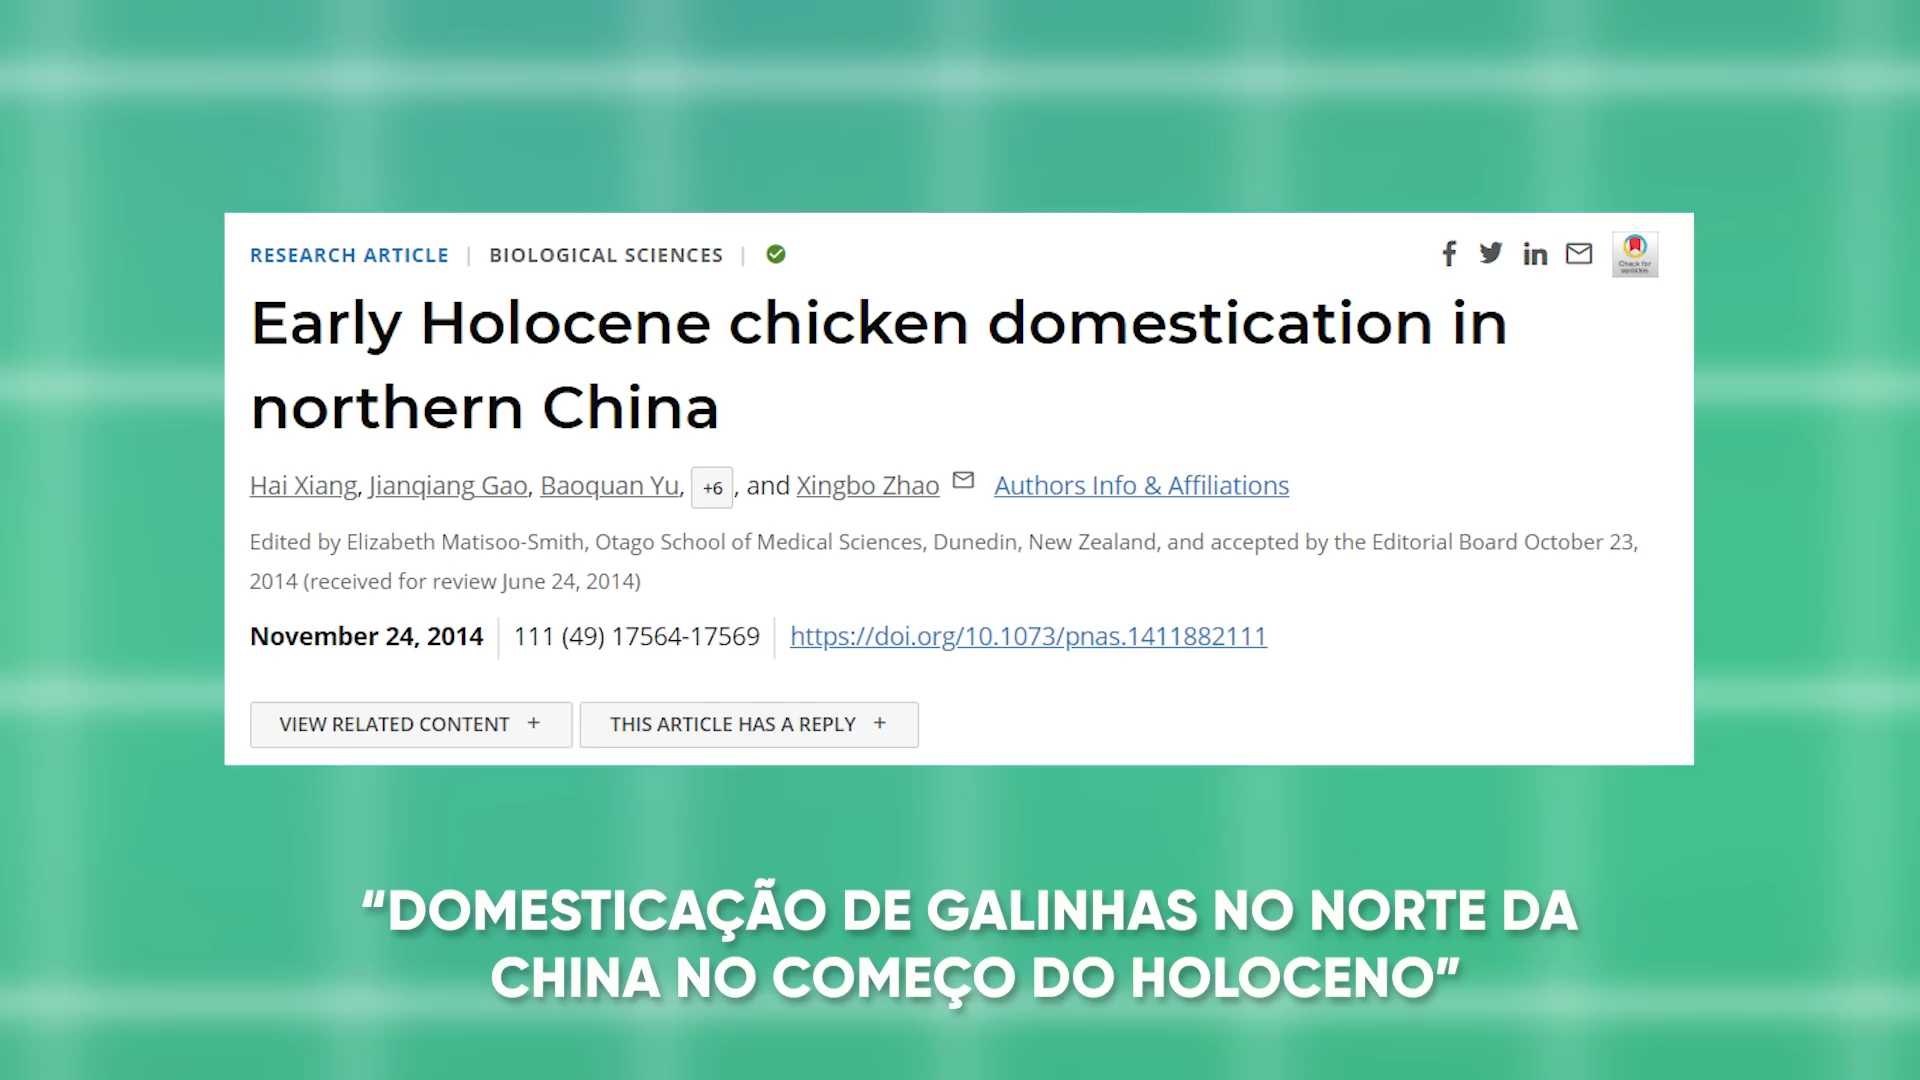 RESEARCH ARTICLE | BIOLOGICAL SCIENCES |
Check for updates
Early Holocene chicken domestication in
northern China
Hai Xiang, Jianqiang Gao, Baoquan Yu, +6 , and Xingbo Zhao Authors Info & Affiliations
Edited by Elizabeth Matisoo-Smith, Otago School of Medical Sciences, Dunedin, New Zealand, and accepted by the Editorial Board October 23,
2014 (received for review June 24, 2014)
November 24, 2014 | 111 (49) 17564-17569 | https://doi.org/10.1073/pnas.1411882111
VIEW RELATED CONTENT + THIS ARTICLE HAS A REPLY +
“DOMESTICAÇÃO DE GALINHAS NO NORTE DA
CHINA NO COMEÇO DO HOLOCENO”